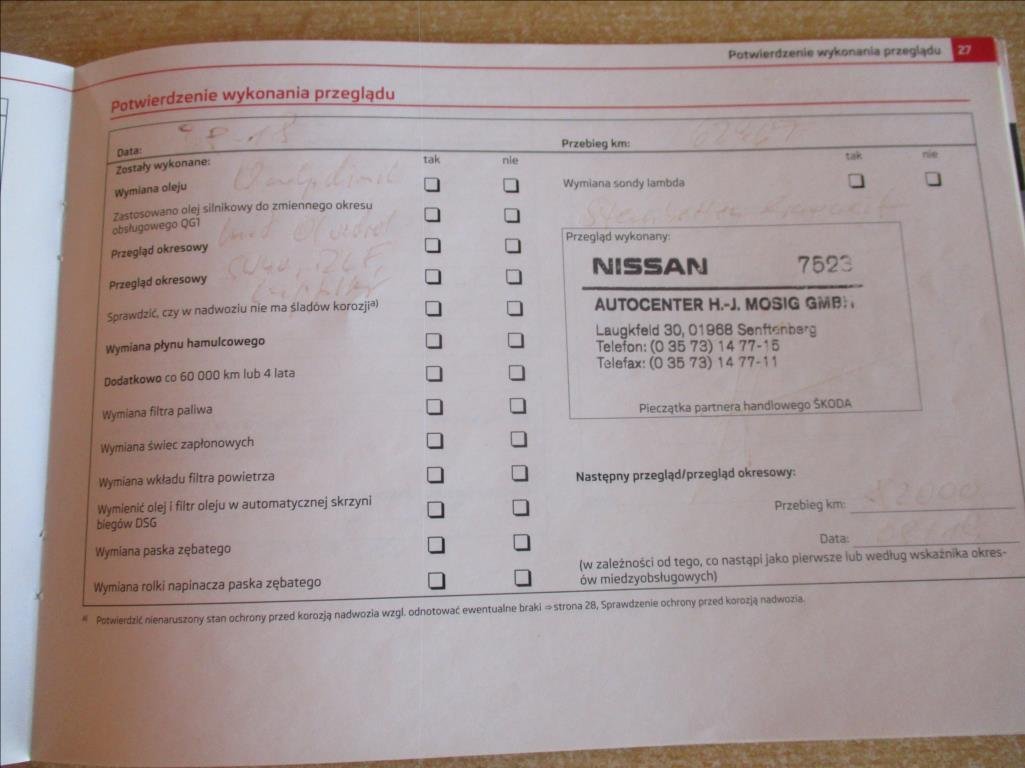 Potwierdzenie wykonania przeglądu 27
Potwierdzenie wykonania przeglądu
Data: 8-18
Przebieg km:
Zostały wykonane: tak nie
tak nie
Wymiana oleju
Wymiana sondy lambda
Zastosowano olej silnikowy do zmiennego okresu
obsługowego QG1
Przegląd okresowy
Przegląd okresowy
Sprawdzić, czy w nadwoziu nie ma śladów korozji a)
Wymiana płynu hamulcowego
Dodatkowo co 60 000 km lub 4 lata
Wymiana filtra paliwa
Wymiana świec zapłonowych
Wymiana wkładu filtra powietrza
Wymienić olej i filtr oleju w automatycznej skrzyni
biegów DSG
Wymiana paska zębatego
Wymiana rolki napinacza paska zębatego
Przegląd wykonany:
NISSAN 7523
AUTOCENTER H.-J. MOSIG GMBH
Laugkfeld 30, 01968 Senftenberg
Telefon: (0 35 73) 14 77-15
Telefax: (0 35 73) 14 77-11
Pieczątka partnera handlowego ŠKODA
Następny przegląd/przegląd okresowy:
Przebieg km: 82000
Data: 08/19
(w zależności od tego, co nastąpi jako pierwsze lub według wskaźnika okres-
ów miedzyobsługowych)
a) Potwierdzić nienaruszony stan ochrony przed korozją nadwozia wzgl. odnotować ewentualne braki ⇒ strona 28, Sprawdzenie ochrony przed korozją nadwozia.